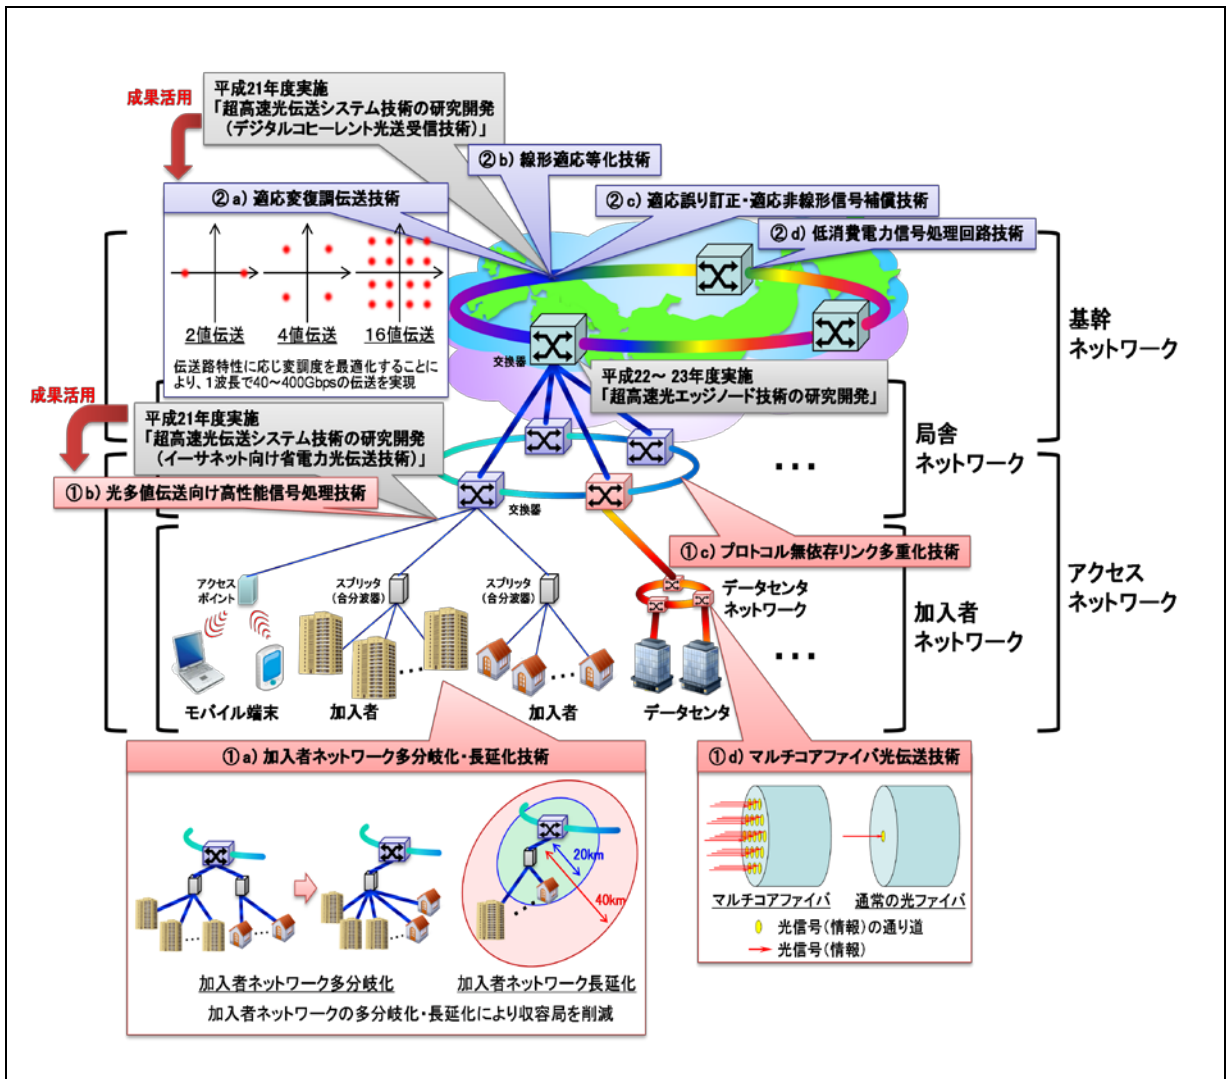 平成21年度実施
「超高速光伝送システム技術の研究開発
(デジタルコヒーレント光送受信技術)」
成果活用
②b) 線形適応等化技術
②a) 適応変復調伝送技術
②c) 適応誤り訂正・適応非線形信号補償技術
②d) 低消費電力信号処理回路技術
2値伝送
4値伝送
16値伝送
伝送路特性に応じ変調度を最適化することに
より、1波長で40～400Gbpsの伝送を実現
交換器
基幹
ネットワーク
平成22～ 23年度実施
「超高速光エッジノード技術の研究開発」
成果活用
平成21年度実施
「超高速光伝送システム技術の研究開発
(イーサネット向け省電力光伝送技術)」
局舎
ネットワーク
…
①b) 光多値伝送向け高性能信号処理技術
交換器
①c) プロトコル無依存リンク多重化技術
アクセス
ポイント
スプリッタ
(合分波器)
スプリッタ
(合分波器)
データセンタ
ネットワーク
アクセス
ネットワーク
加入者
ネットワーク
…
…
…
モバイル端末
加入者
加入者
データセンタ
①a) 加入者ネットワーク多分岐化・長延化技術
①d) マルチコアファイバ光伝送技術
20km
40km
…
…
…
加入者ネットワーク多分岐化
加入者ネットワーク長延化
加入者ネットワークの多分岐化・長延化により収容局を削減
マルチコアファイバ
通常の光ファイバ
光信号(情報)の通り道
光信号(情報)